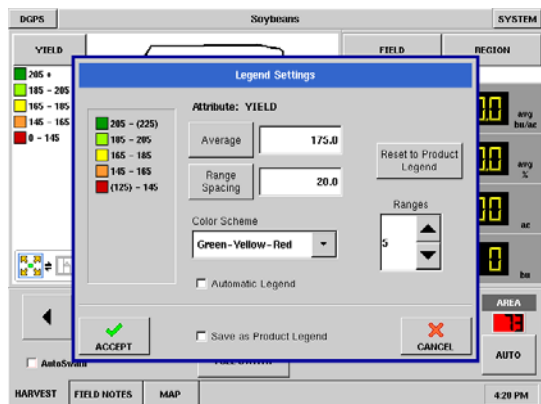 DGPS
Soybeans
SYSTEM
YIELD
FIELD
REGION
205 +
185 - 205
165 - 185
145 - 165
0 - 145
Legend Settings
Attribute: YIELD
205 - (225)
185 - 205
165 - 185
145 - 165
(125) - 145
Average
175.0
Range
Spacing
20.0
Reset to Product
Legend
Color Scheme
Green-Yellow-Red
Ranges
5
Automatic Legend
Save as Product Legend
ACCEPT
CANCEL
avg
bu/ac
avg
%
ac
bu
AREA
AUTO
HARVEST
FIELD NOTES
MAP
4:20 PM